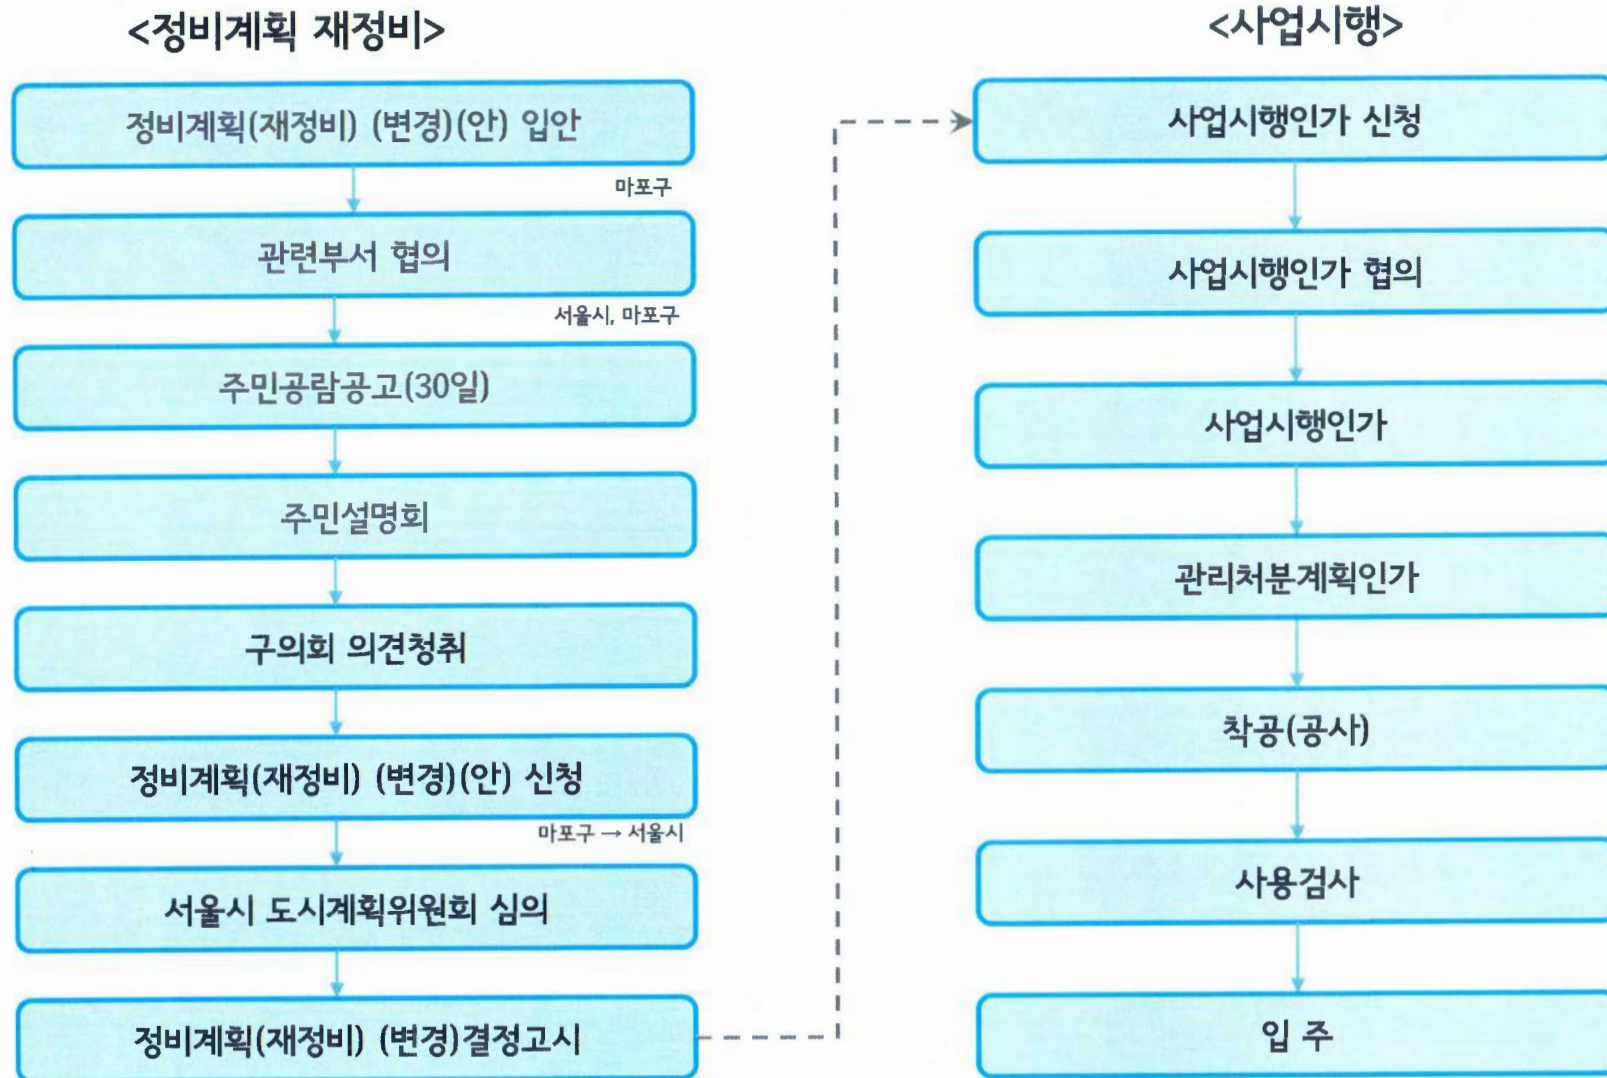 <정비계획 재정비>
정비계획(재정비) (변경)(안) 입안
마포구
관련부서 협의
서울시, 마포구
주민공람공고(30일)
주민설명회
구의회 의견청취
정비계획(재정비) (변경)(안) 신청
마포구 → 서울시
서울시 도시계획위원회 심의
정비계획(재정비) (변경)결정고시
<사업시행>
사업시행인가 신청
사업시행인가 협의
사업시행인가
관리처분계획인가
착공(공사)
사용검사
입 주